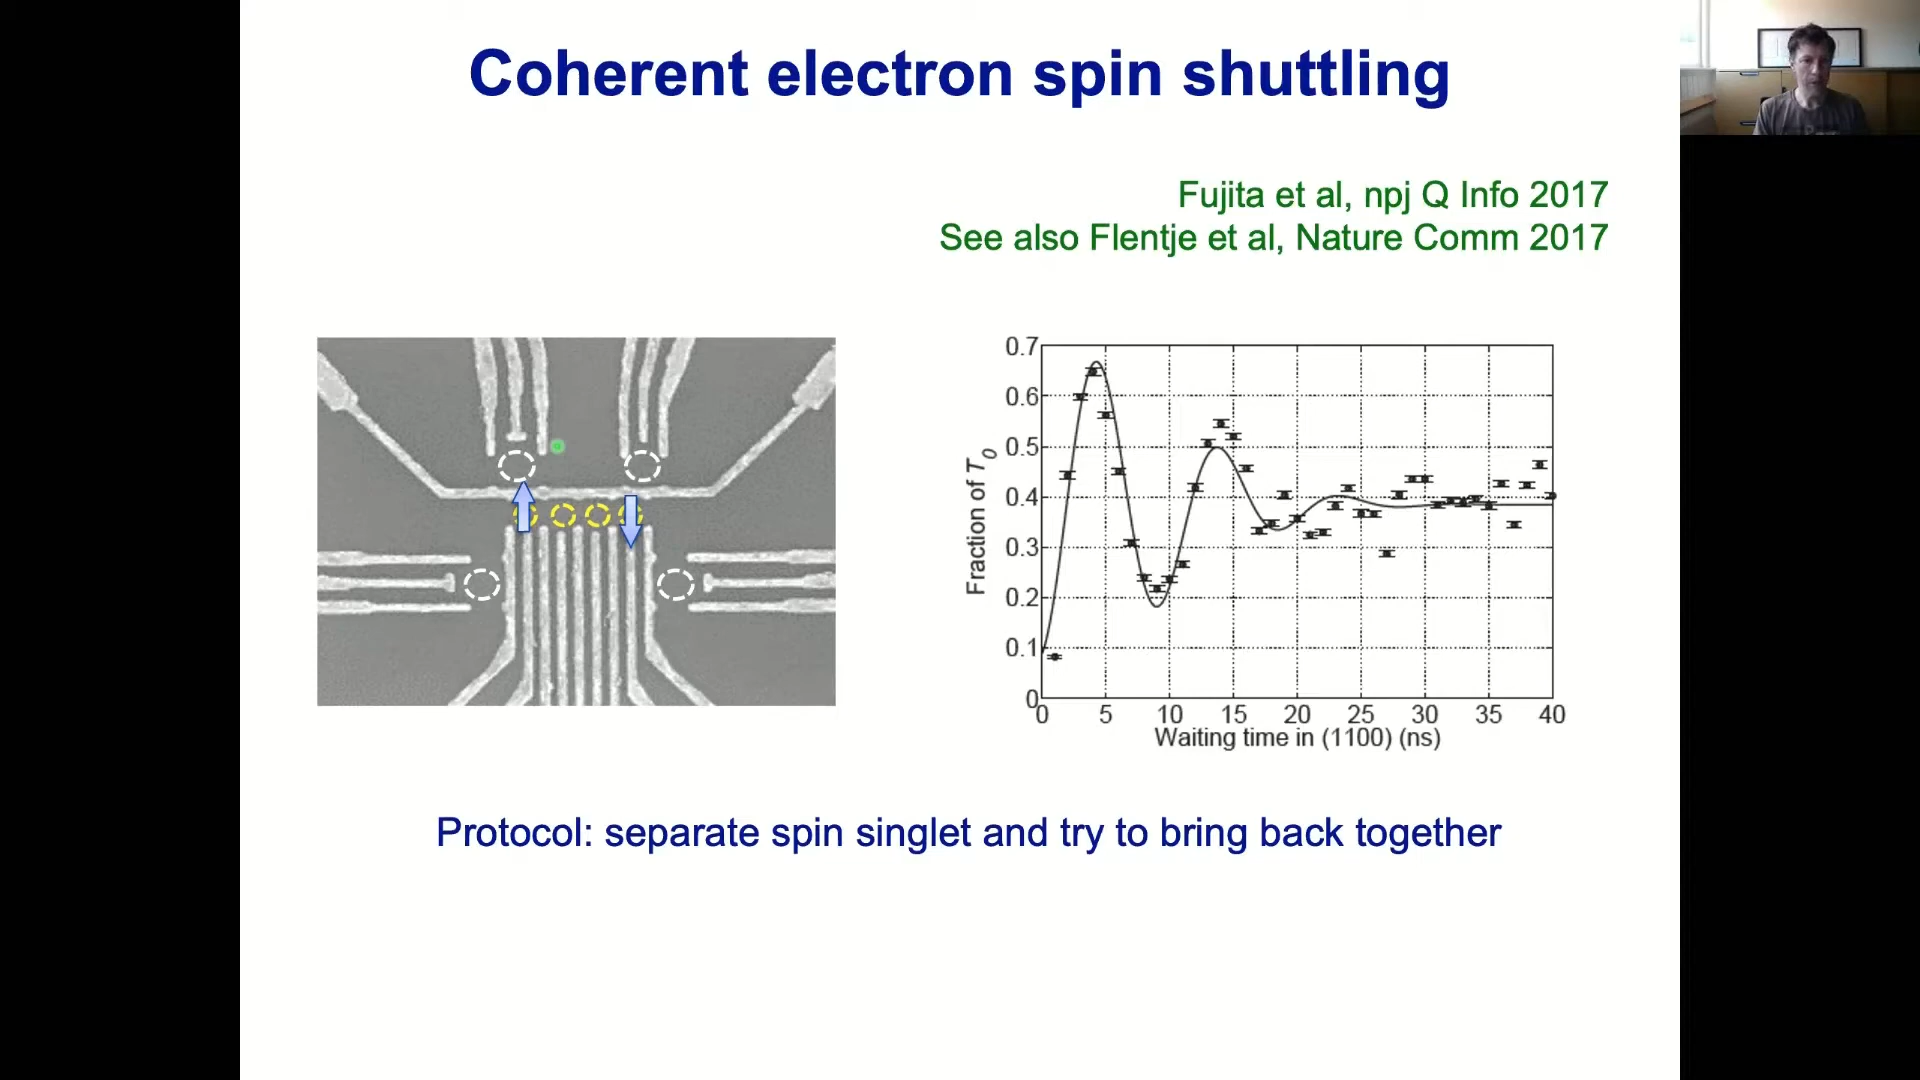 Coherent electron spin shuttling
Fujita et al, npj Q Info 2017
See also Flentje et al, Nature Comm 2017
0.7
0.6
0.5
0.4
0.3
0.2
0.1
0
Fraction of T0
0 5 10 15 20 25 30 35 40
Waiting time in (1100) (ns)
Protocol: separate spin singlet and try to bring back together